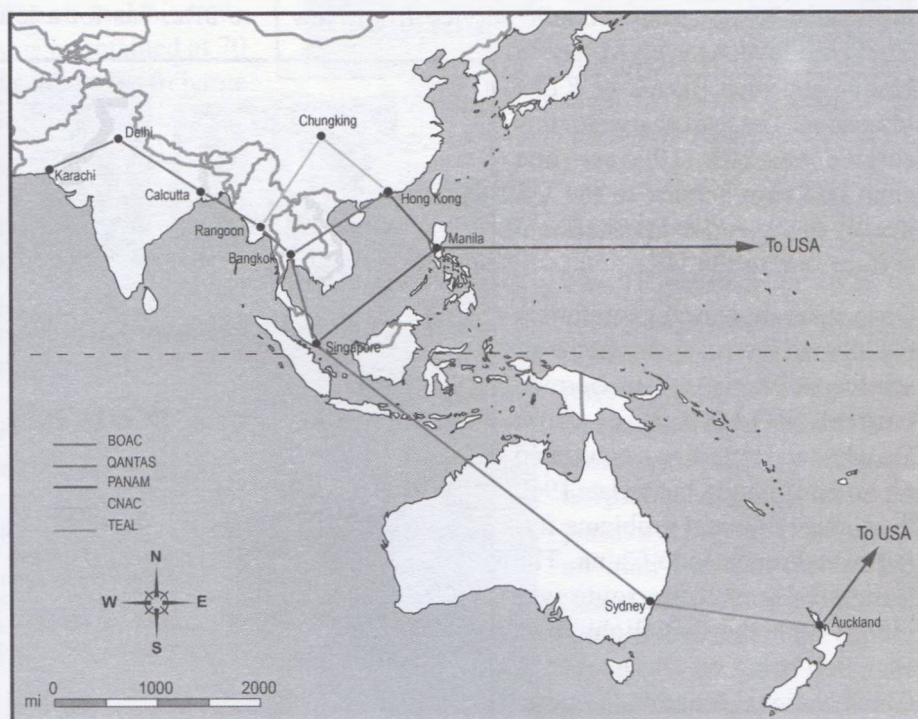 Chungking
Delhi
Karachi
Calcutta
Hong Kong
Rangoon
Manila
Bangkok
To USA
Singapore
BOAC
QANTAS
PANAM
CNAC
TEAL
To USA
N
W E
S
Sydney
Auckland
mi 0 1000 2000